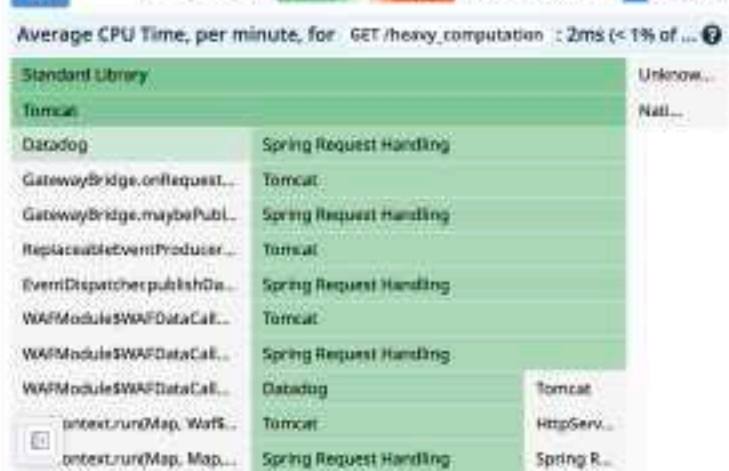 Average CPU Time, per minute, for GET /heavy_computation : 2ms (< 1% of ...
Standard Library Unknow...
Tomcat Nati...
Datadog Spring Request Handling
GatewayBridge.onRequest... Tomcat
GatewayBridge.maybePubl... Spring Request Handling
ReplaceableEventProducer... Tomcat
EventDispatcher.publishDa... Spring Request Handling
WAFModule$WAFDataCall... Tomcat
WAFModule$WAFDataCall... Spring Request Handling
WAFModule$WAFDataCall... Datadog Tomcat
ontext.run(Map, Waf$... Tomcat HttpServ...
ontext.run(Map, Map,... Spring Request Handling Spring R...